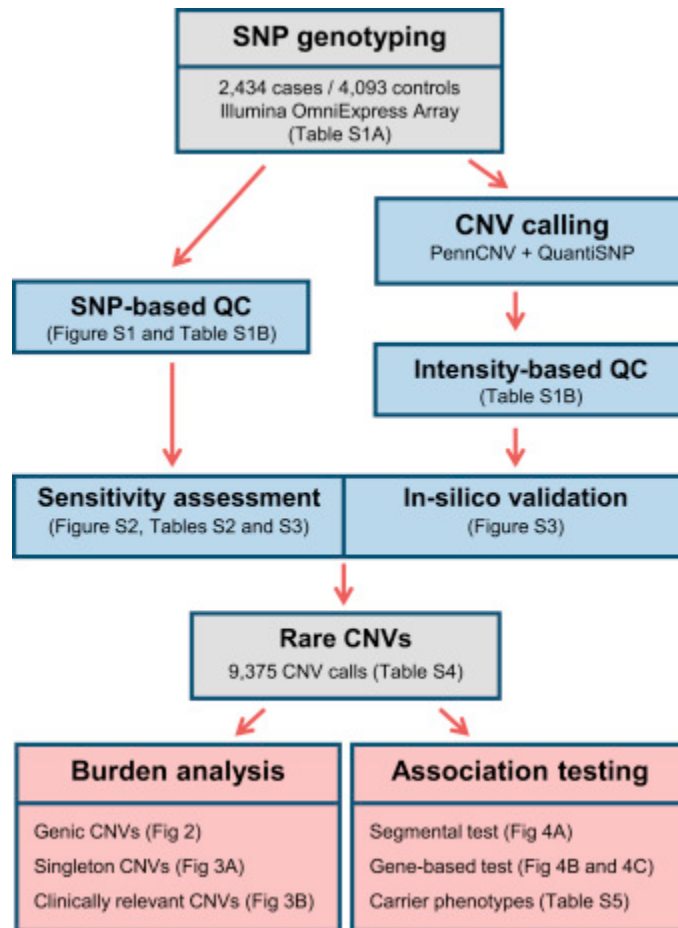 SNP genotyping
2,434 cases / 4,093 controls
Illumina OmniExpress Array
(Table S1A)
CNV calling
PennCNV + QuantiSNP
SNP-based QC
(Figure S1 and Table S1B)
Intensity-based QC
(Table S1B)
Sensitivity assessment
(Figure S2, Tables S2 and S3)
In-silico validation
(Figure S3)
Rare CNVs
9,375 CNV calls (Table S4)
Burden analysis
Genic CNVs (Fig 2)
Singleton CNVs (Fig 3A)
Clinically relevant CNVs (Fig 3B)
Association testing
Segmental test (Fig 4A)
Gene-based test (Fig 4B and 4C)
Carrier phenotypes (Table S5)